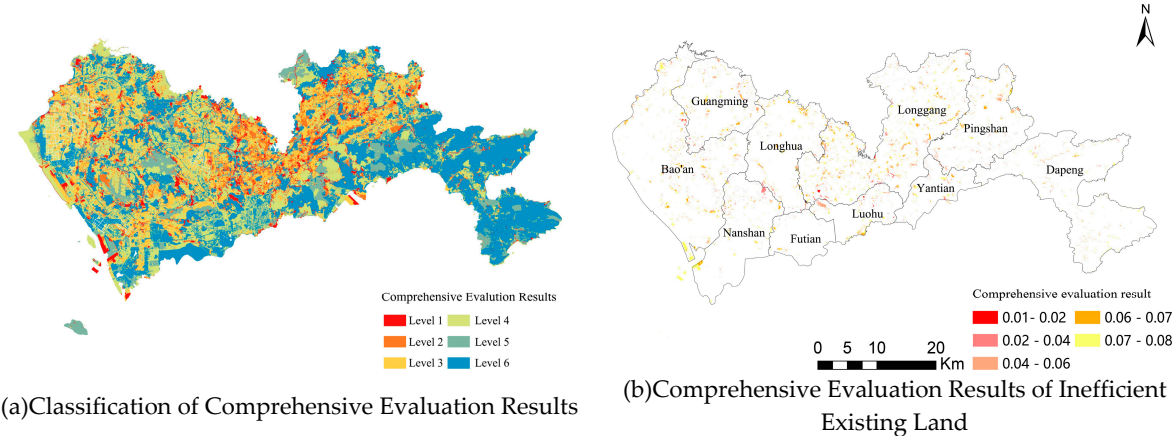 N
Guangming
Longgang
Pingshan
Longhua
Bao'an
Dapeng
Yantian
Luohu
Nanshan
Futian
Comprehensive Evalution Results
Level 1 Level 4
Level 2 Level 5
Level 3 Level 6
Comprehensive evaluation result
0.01 - 0.02 0.06 - 0.07
0.02 - 0.04 0.07 - 0.08
0.04 - 0.06
0 5 10 20
Km
(a)Classification of Comprehensive Evaluation Results
(b)Comprehensive Evaluation Results of Inefficient
Existing Land